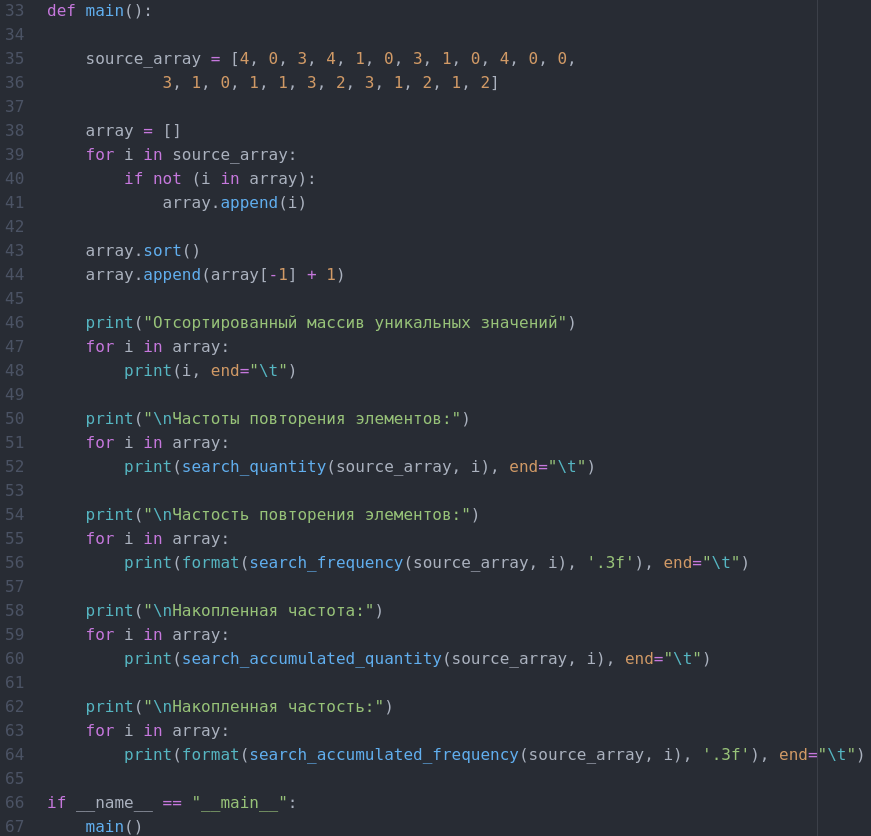 33 def main():
34
35     source_array = [4, 0, 3, 4, 1, 0, 3, 1, 0, 4, 0, 0,
36             3, 1, 0, 1, 1, 3, 2, 3, 1, 2, 1, 2]
37
38     array = []
39     for i in source_array:
40         if not (i in array):
41             array.append(i)
42
43     array.sort()
44     array.append(array[-1] + 1)
45
46     print("Отсортированный массив уникальных значений")
47     for i in array:
48         print(i, end="\t")
49
50     print("\nЧастоты повторения элементов:")
51     for i in array:
52         print(search_quantity(source_array, i), end="\t")
53
54     print("\nЧастость повторения элементов:")
55     for i in array:
56         print(format(search_frequency(source_array, i), '.3f'), end="\t")
57
58     print("\nНакопленная частота:")
59     for i in array:
60         print(search_accumulated_quantity(source_array, i), end="\t")
61
62     print("\nНакопленная частость:")
63     for i in array:
64         print(format(search_accumulated_frequency(source_array, i), '.3f'), end="\t")
65
66 if __name__ == "__main__":
67     main()